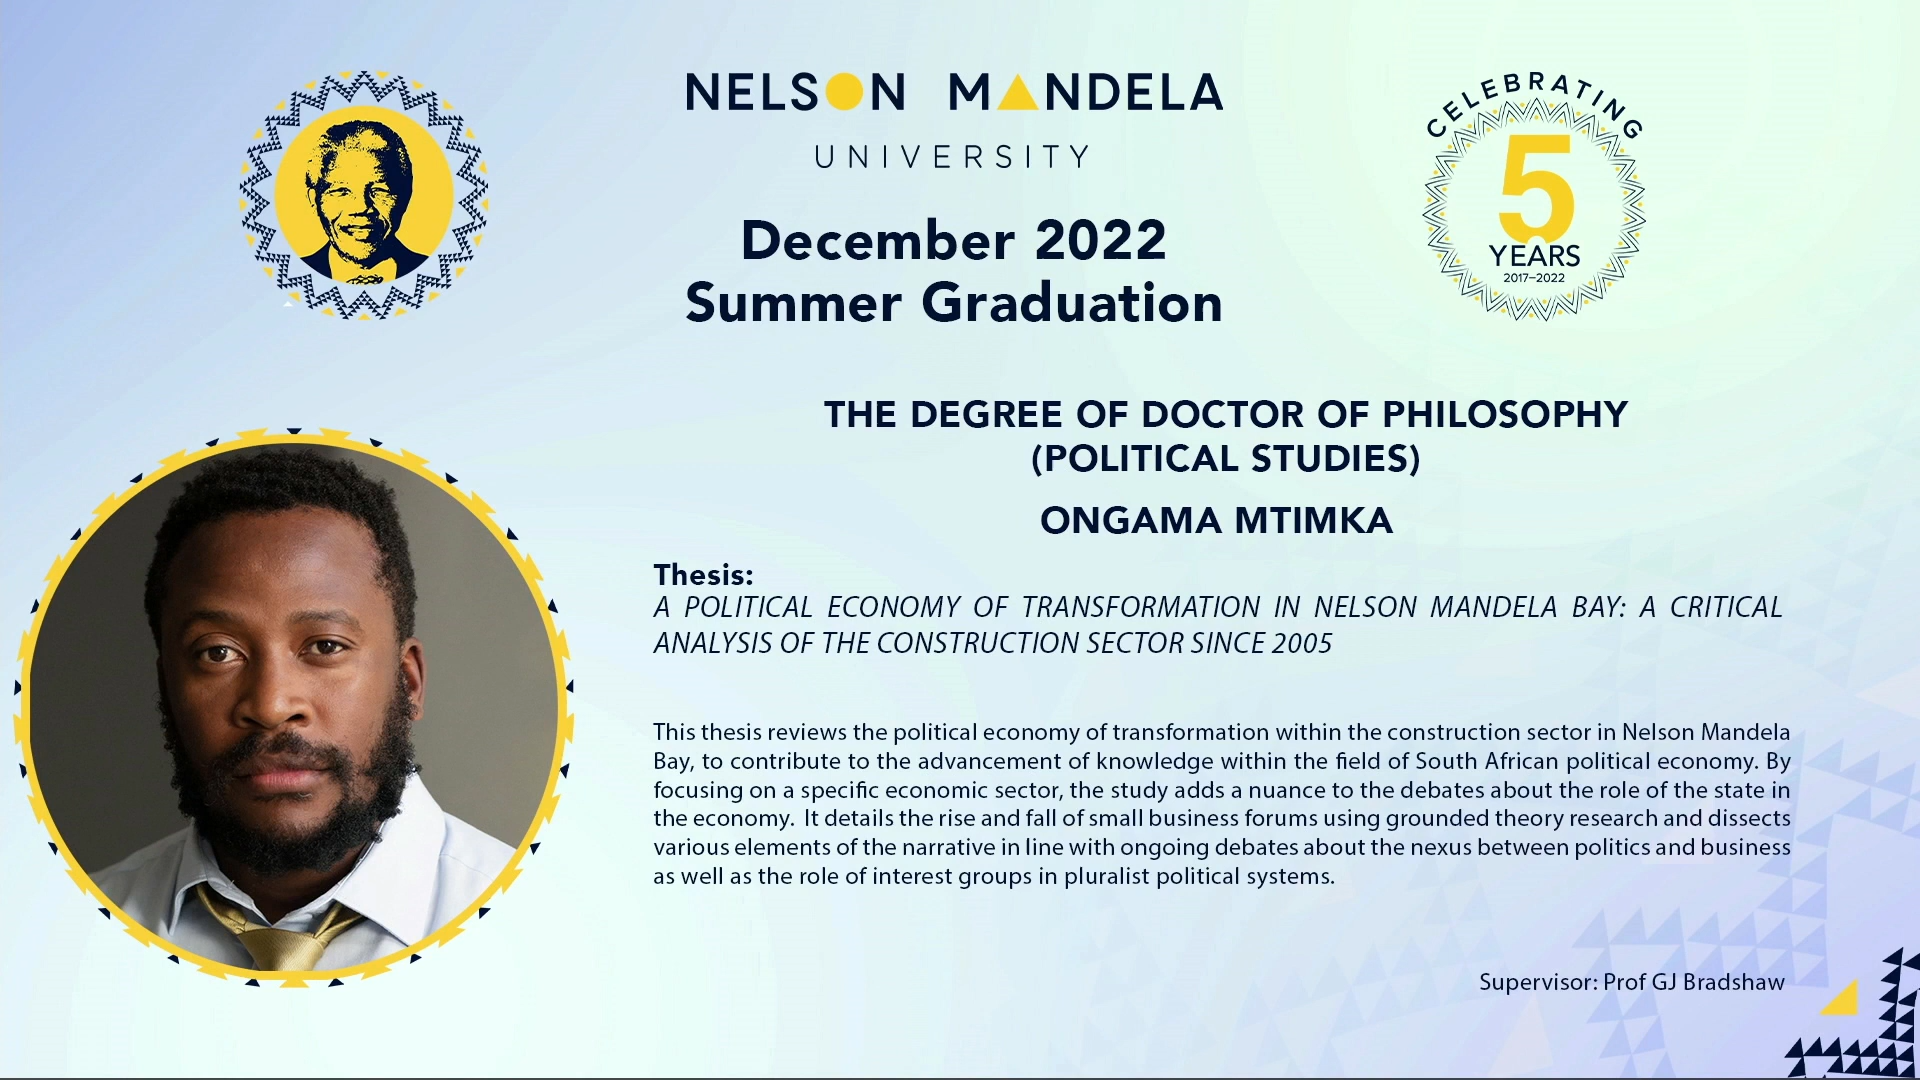 NELSON MANDELA
UNIVERSITY
CELEBRATING
5
YEARS
2017–2022
December 2022
Summer Graduation
THE DEGREE OF DOCTOR OF PHILOSOPHY
(POLITICAL STUDIES)
ONGAMA MTIMKA
Thesis:
A POLITICAL ECONOMY OF TRANSFORMATION IN NELSON MANDELA BAY: A CRITICAL
ANALYSIS OF THE CONSTRUCTION SECTOR SINCE 2005
This thesis reviews the political economy of transformation within the construction sector in Nelson Mandela
Bay, to contribute to the advancement of knowledge within the field of South African political economy. By
focusing on a specific economic sector, the study adds a nuance to the debates about the role of the state in
the economy. It details the rise and fall of small business forums using grounded theory research and dissects
various elements of the narrative in line with ongoing debates about the nexus between politics and business
as well as the role of interest groups in pluralist political systems.
Supervisor: Prof GJ Bradshaw